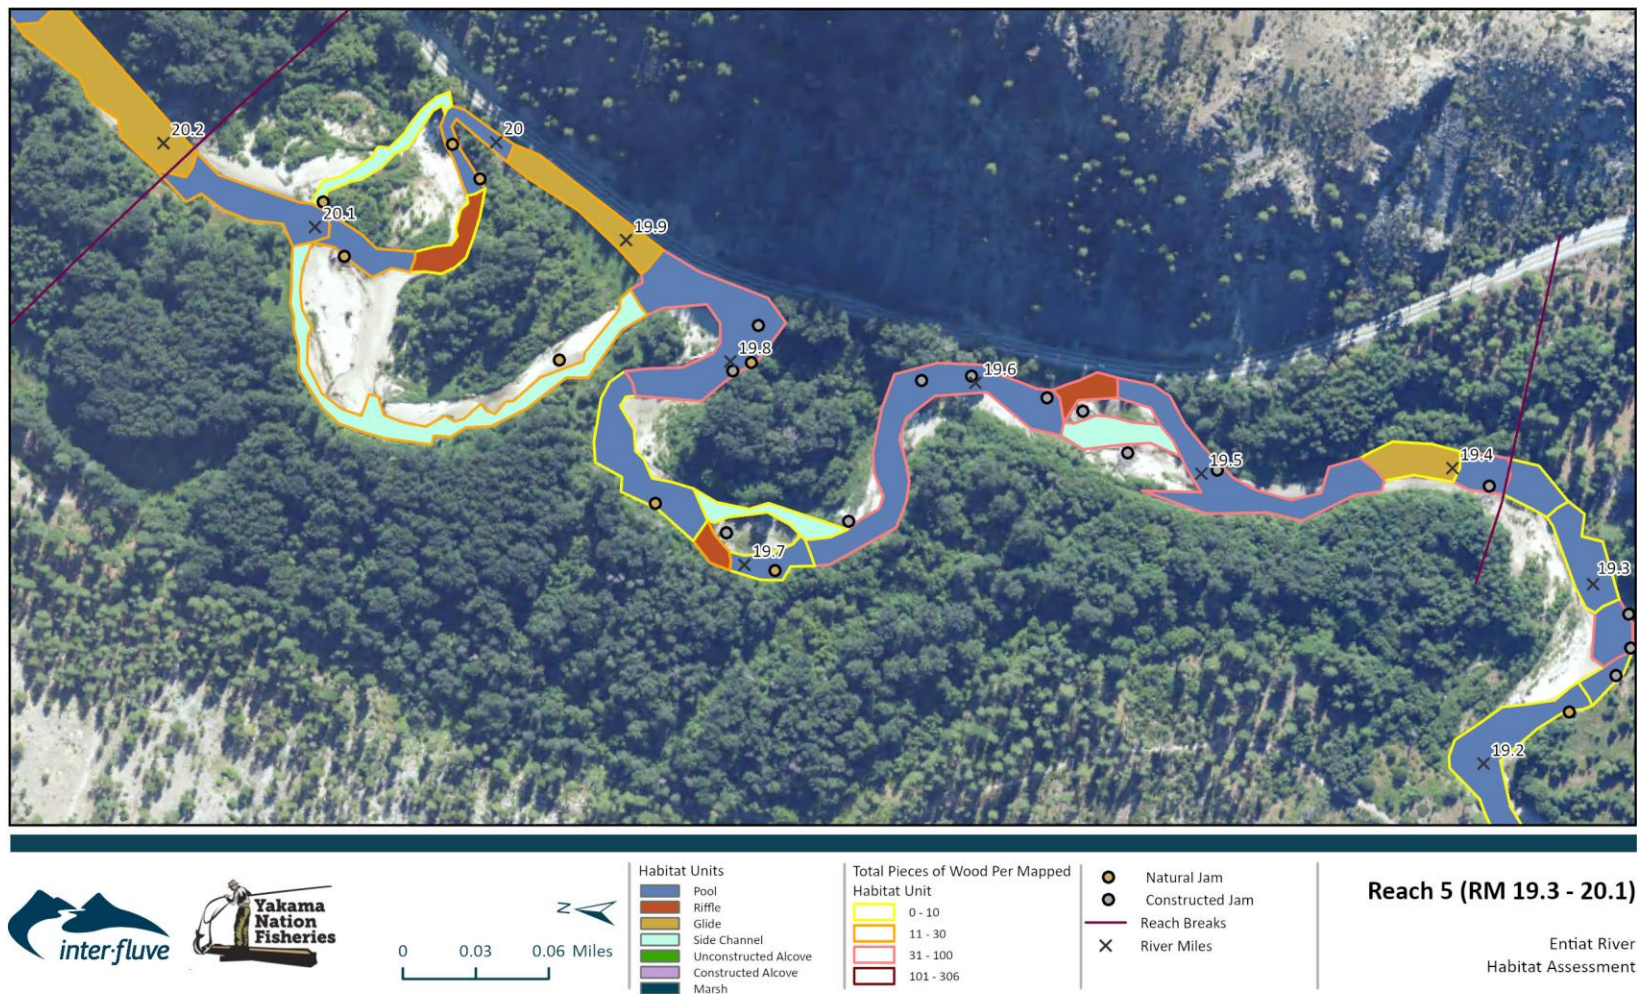 20.2
20
20.1
19.9
19.8
19.6
19.5
19.4
19.7
19.3
19.2
inter·fluve
Yakama
Nation
Fisheries
N
0 0.03 0.06 Miles
Habitat Units
Pool
Riffle
Glide
Side Channel
Unconstructed Alcove
Constructed Alcove
Marsh
Total Pieces of Wood Per Mapped
Habitat Unit
0 - 10
11 - 30
31 - 100
101 - 306
Natural Jam
Constructed Jam
Reach Breaks
River Miles
Reach 5 (RM 19.3 - 20.1)
Entiat River
Habitat Assessment